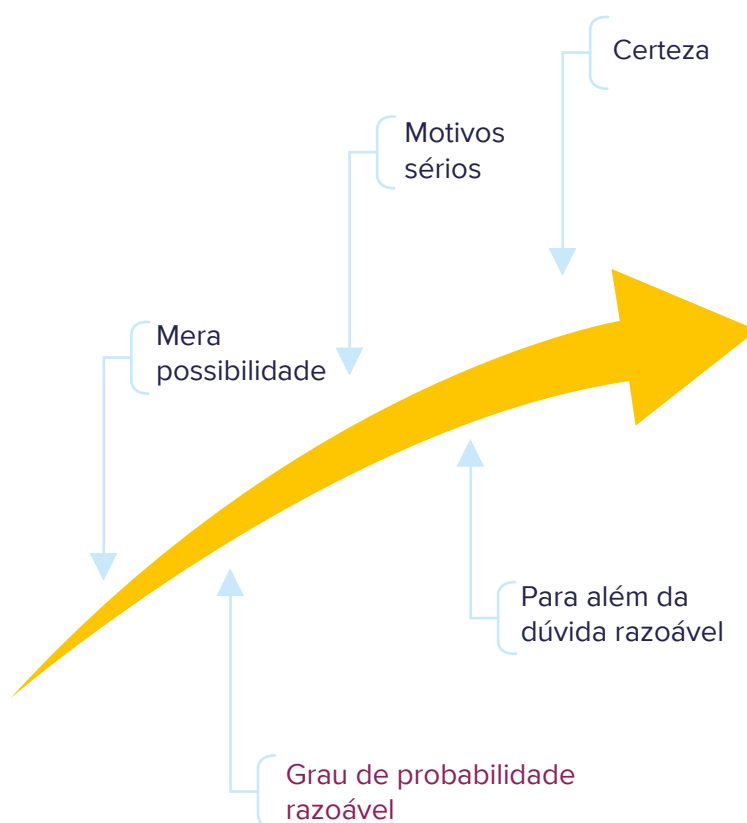 Certeza
Motivos
sérios
Mera
possibilidade
Para além da
dúvida razoável
Grau de probabilidade
razoável